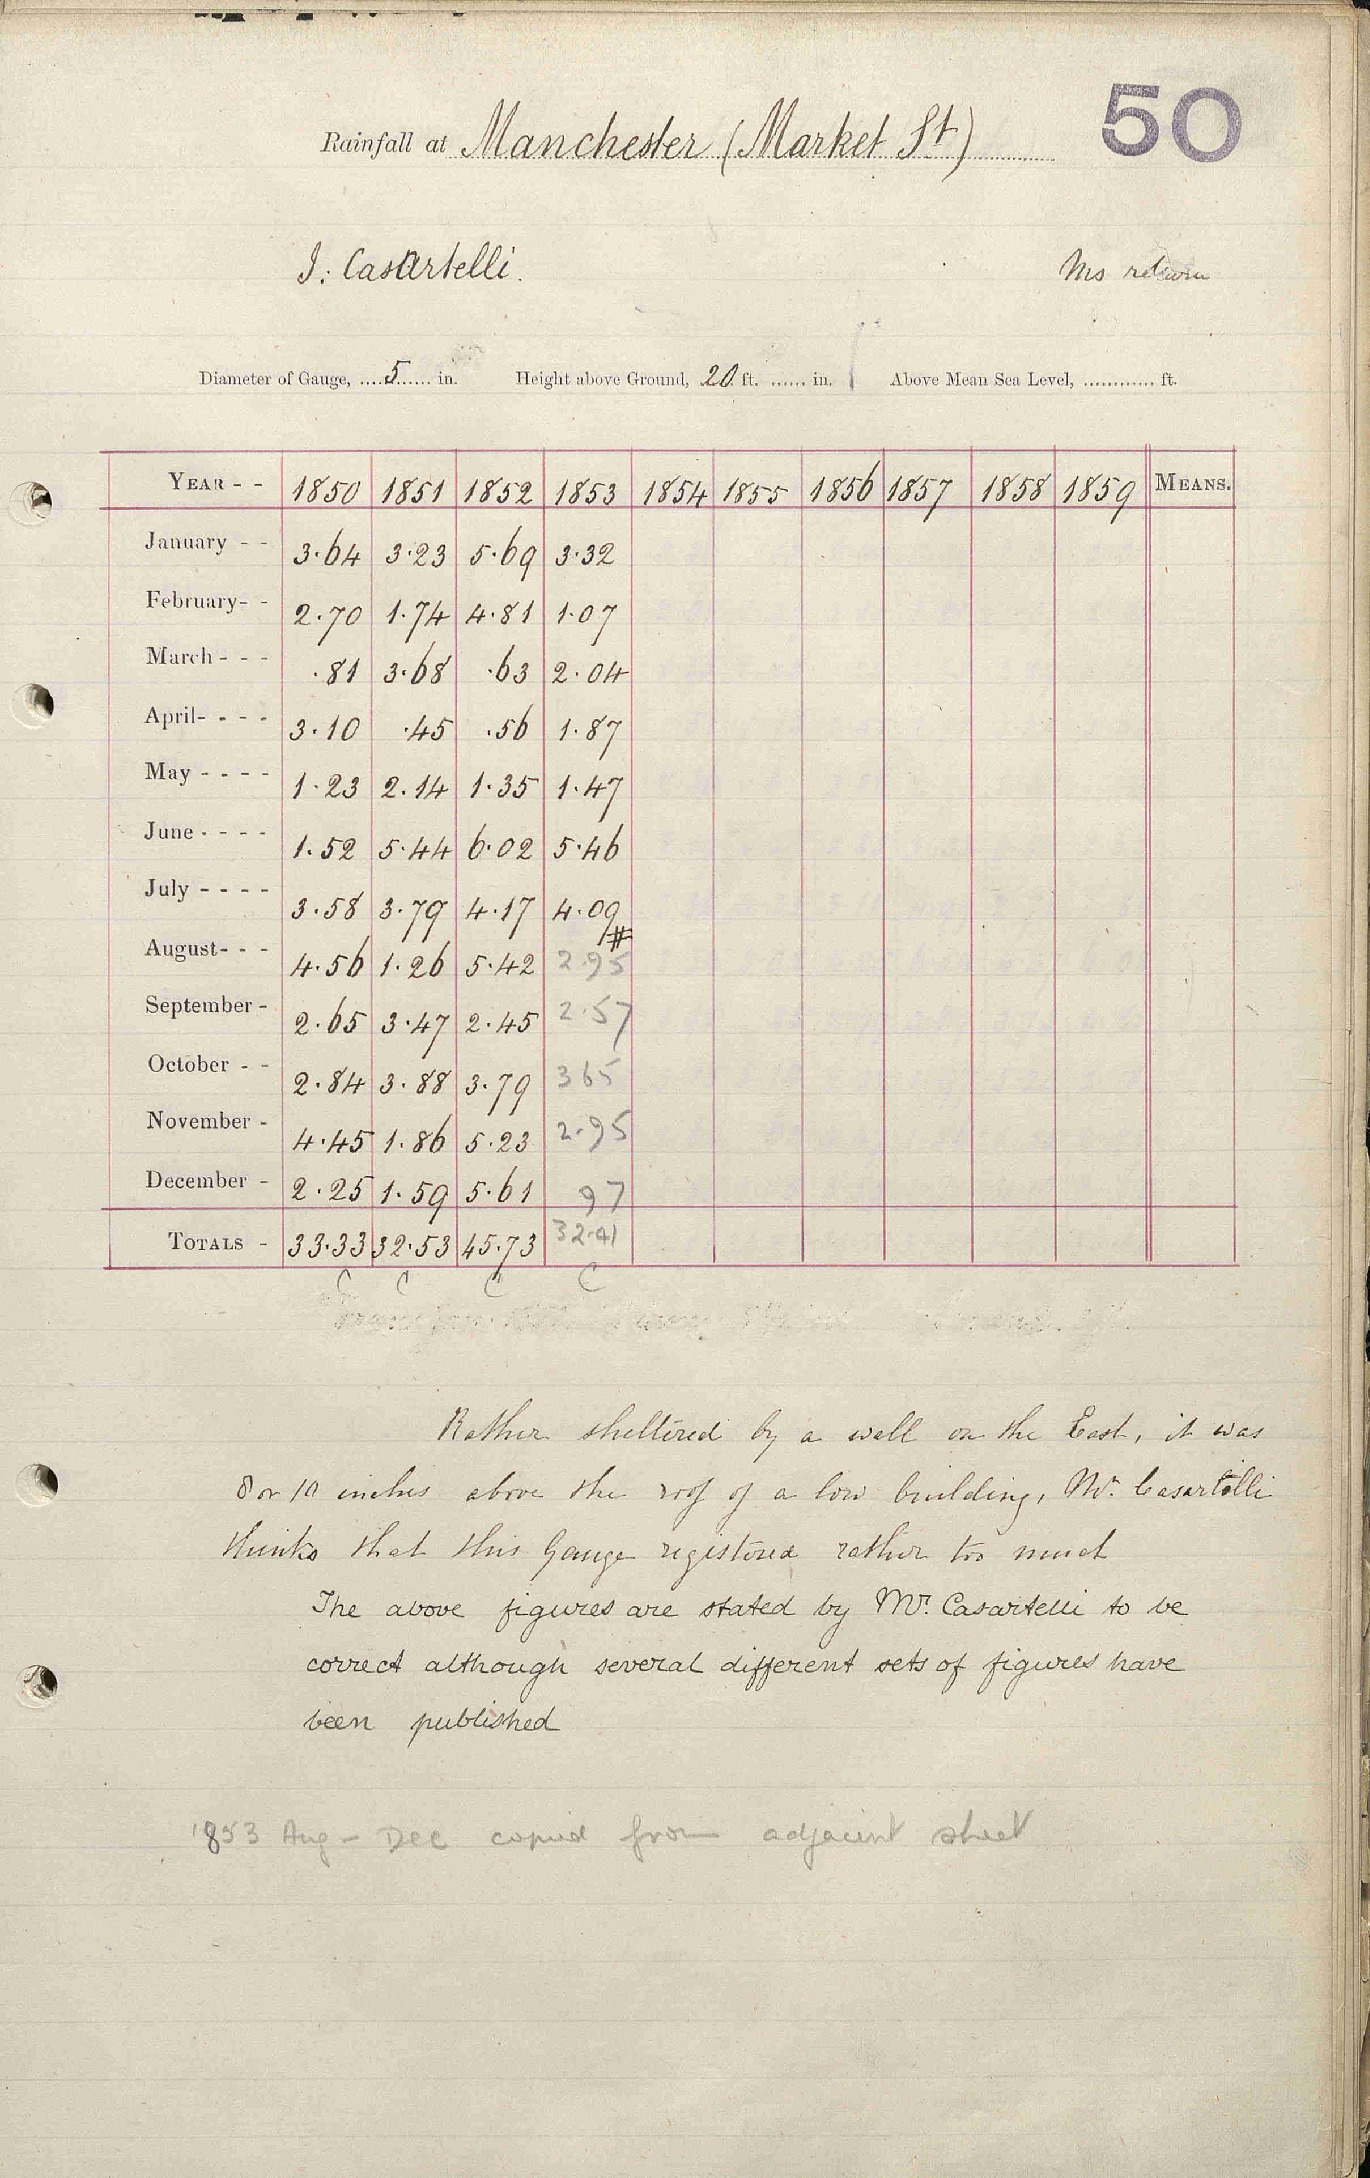 50
Rainfall at Manchester (Market St)
J. Casartelli.
Ms return
Diameter of Gauge, ....5...... in. Height above Ground, 20 ft. ...... in. Above Mean Sea Level, ............ ft.
YEAR - - 1850 1851 1852 1853 1854 1855 1856 1857 1858 1859 MEANS.
January - - 3.64 3.23 5.69 3.32
February- - 2.70 1.74 4.81 1.07
March - - - .81 3.68 .63 2.04
April- - - - 3.10 .45 .56 1.87
May - - - - 1.23 2.14 1.35 1.47
June - - - - 1.52 5.44 6.02 5.46
July - - - - 3.58 3.79 4.17 4.09
#
August- - - 4.56 1.26 5.42 2.95
September - 2.65 3.47 2.45 2.57
October - - 2.84 3.88 3.79 365
November - 4.45 1.86 5.23 2.95
December - 2.25 1.59 5.61 97
TOTALS - 33.33 32.53 45.73 32.41
C C C C
Rather sheltered by a wall on the East, it was
8 or 10 inches above the roof of a low building, Mr. Casartelli
thinks that this Gauge registered rather too much
The above figures are stated by Mr. Casartelli to be
correct although several different sets of figures have
been published
1853 Aug - Dec copied from adjacent sheet